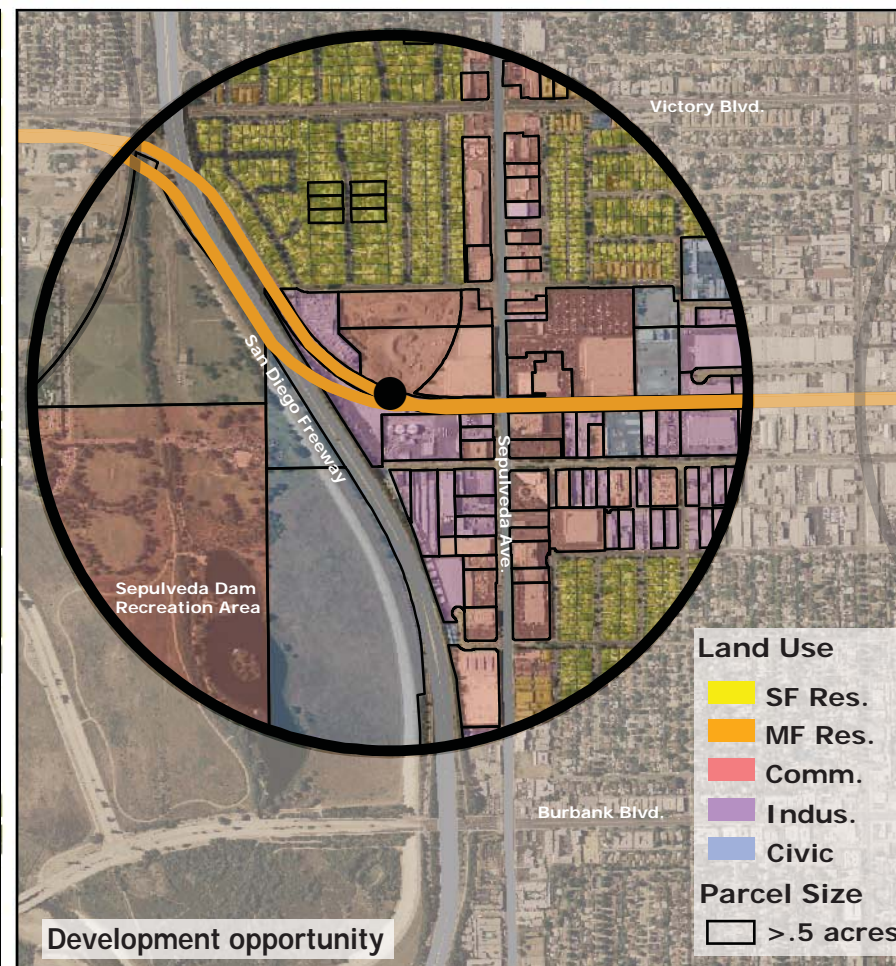 Victory Blvd.
San Diego Freeway
Sepulveda Ave.
Sepulveda Dam
Recreation Area
Land Use
SF Res.
MF Res.
Comm.
Indus.
Civic
Burbank Blvd.
Parcel Size
>.5 acres
Development opportunity